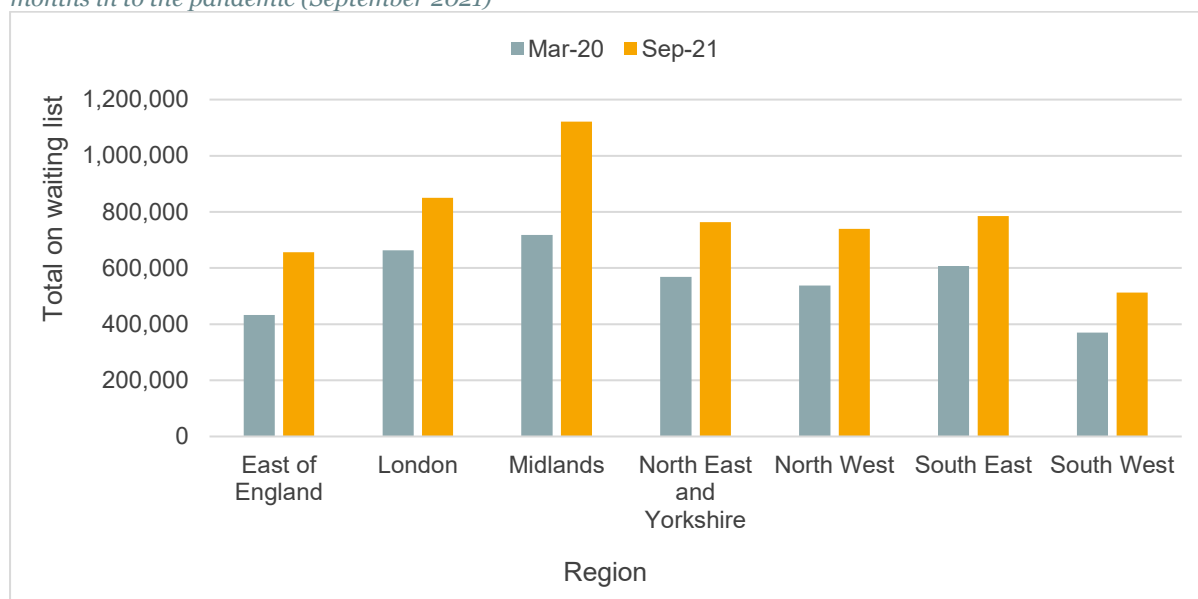 months in to the pandemic (September 2021)
Mar-20 Sep-21
Total on waiting list
1,200,000
1,000,000
800,000
600,000
400,000
200,000
0
East of England
London
Midlands
North East and Yorkshire
North West
South East
South West
Region